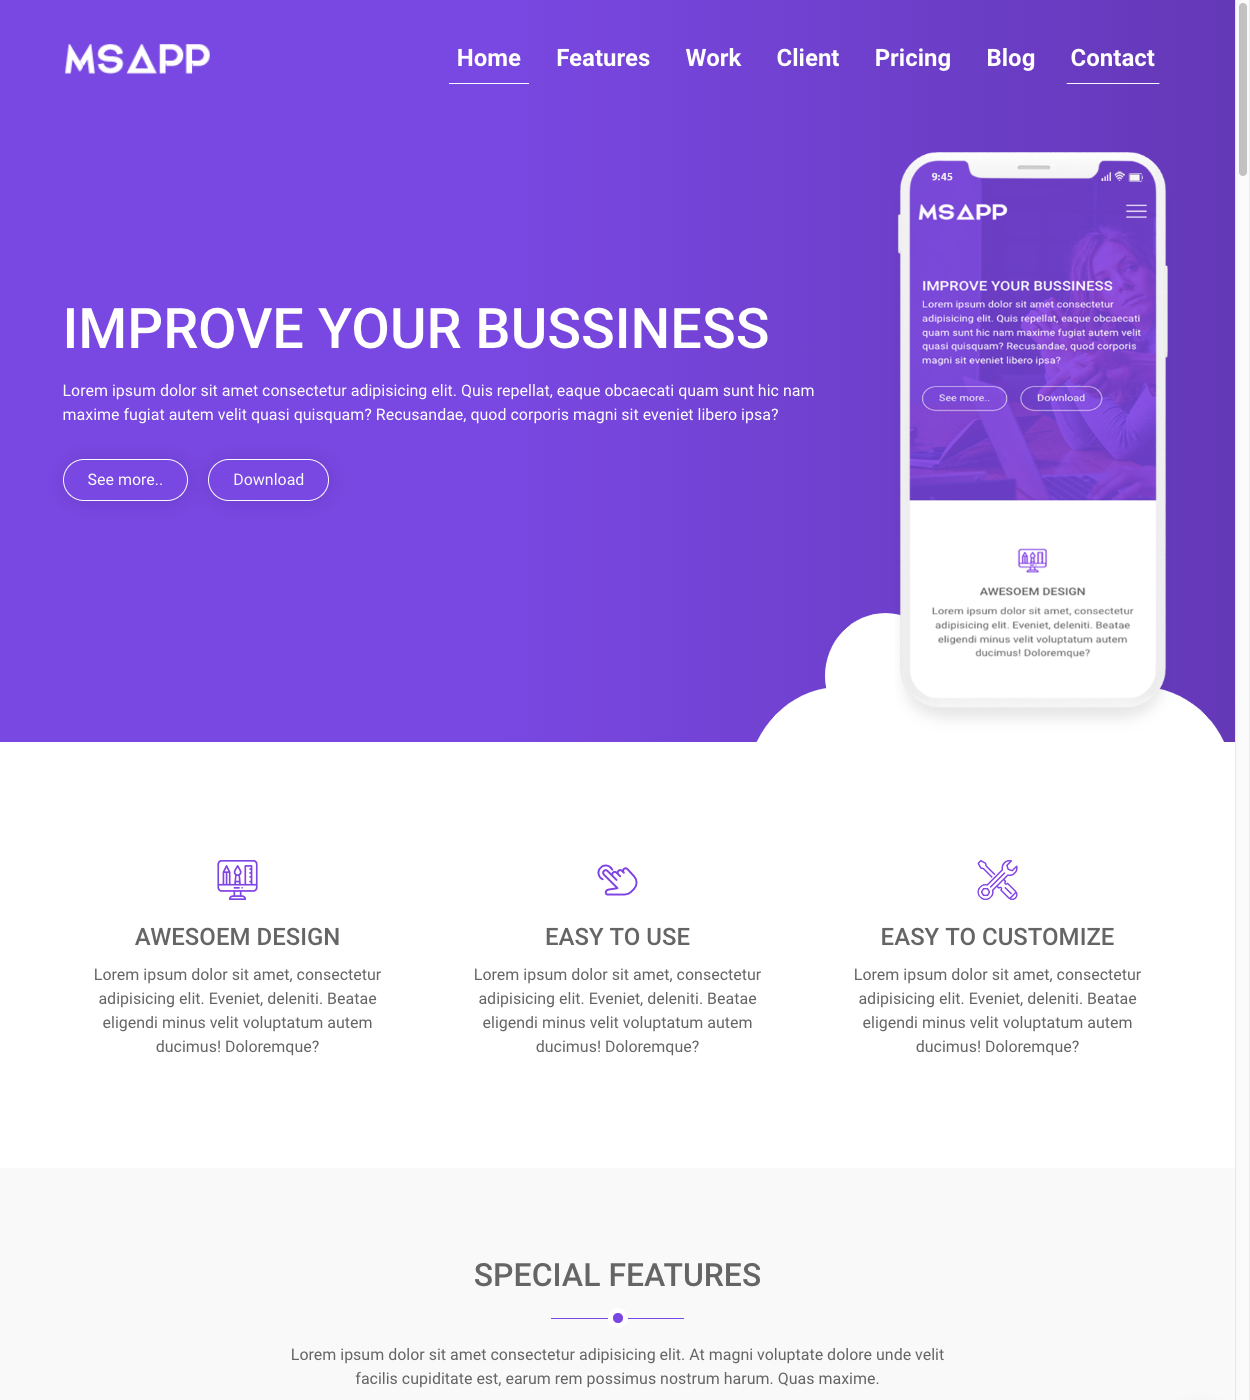 MSAPP
Home Features Work Client Pricing Blog Contact
IMPROVE YOUR BUSSINESS
Lorem ipsum dolor sit amet consectetur adipisicing elit. Quis repellat, eaque obcaecati quam sunt hic nam
maxime fugiat autem velit quasi quisquam? Recusandae, quod corporis magni sit eveniet libero ipsa?
See more.. Download
9:45
MSAPP
IMPROVE YOUR BUSSINESS
Lorem ipsum dolor sit amet consectetur
adipisicing elit. Quis repellat, eaque obcaecati
quam sunt hic nam maxime fugiat autem velit
quasi quisquam? Recusandae, quod corporis
magni sit eveniet libero ipsa?
See more.. Download
AWESOEM DESIGN
Lorem ipsum dolor sit amet, consectetur
adipisicing elit. Eveniet, deleniti. Beatae
eligendi minus velit voluptatum autem
ducimus! Doloremque?
AWESOEM DESIGN
Lorem ipsum dolor sit amet, consectetur
adipisicing elit. Eveniet, deleniti. Beatae
eligendi minus velit voluptatum autem
ducimus! Doloremque?
EASY TO USE
Lorem ipsum dolor sit amet, consectetur
adipisicing elit. Eveniet, deleniti. Beatae
eligendi minus velit voluptatum autem
ducimus! Doloremque?
EASY TO CUSTOMIZE
Lorem ipsum dolor sit amet, consectetur
adipisicing elit. Eveniet, deleniti. Beatae
eligendi minus velit voluptatum autem
ducimus! Doloremque?
SPECIAL FEATURES
Lorem ipsum dolor sit amet consectetur adipisicing elit. At magni voluptate dolore unde velit
facilis cupiditate est, earum rem possimus nostrum harum. Quas maxime.